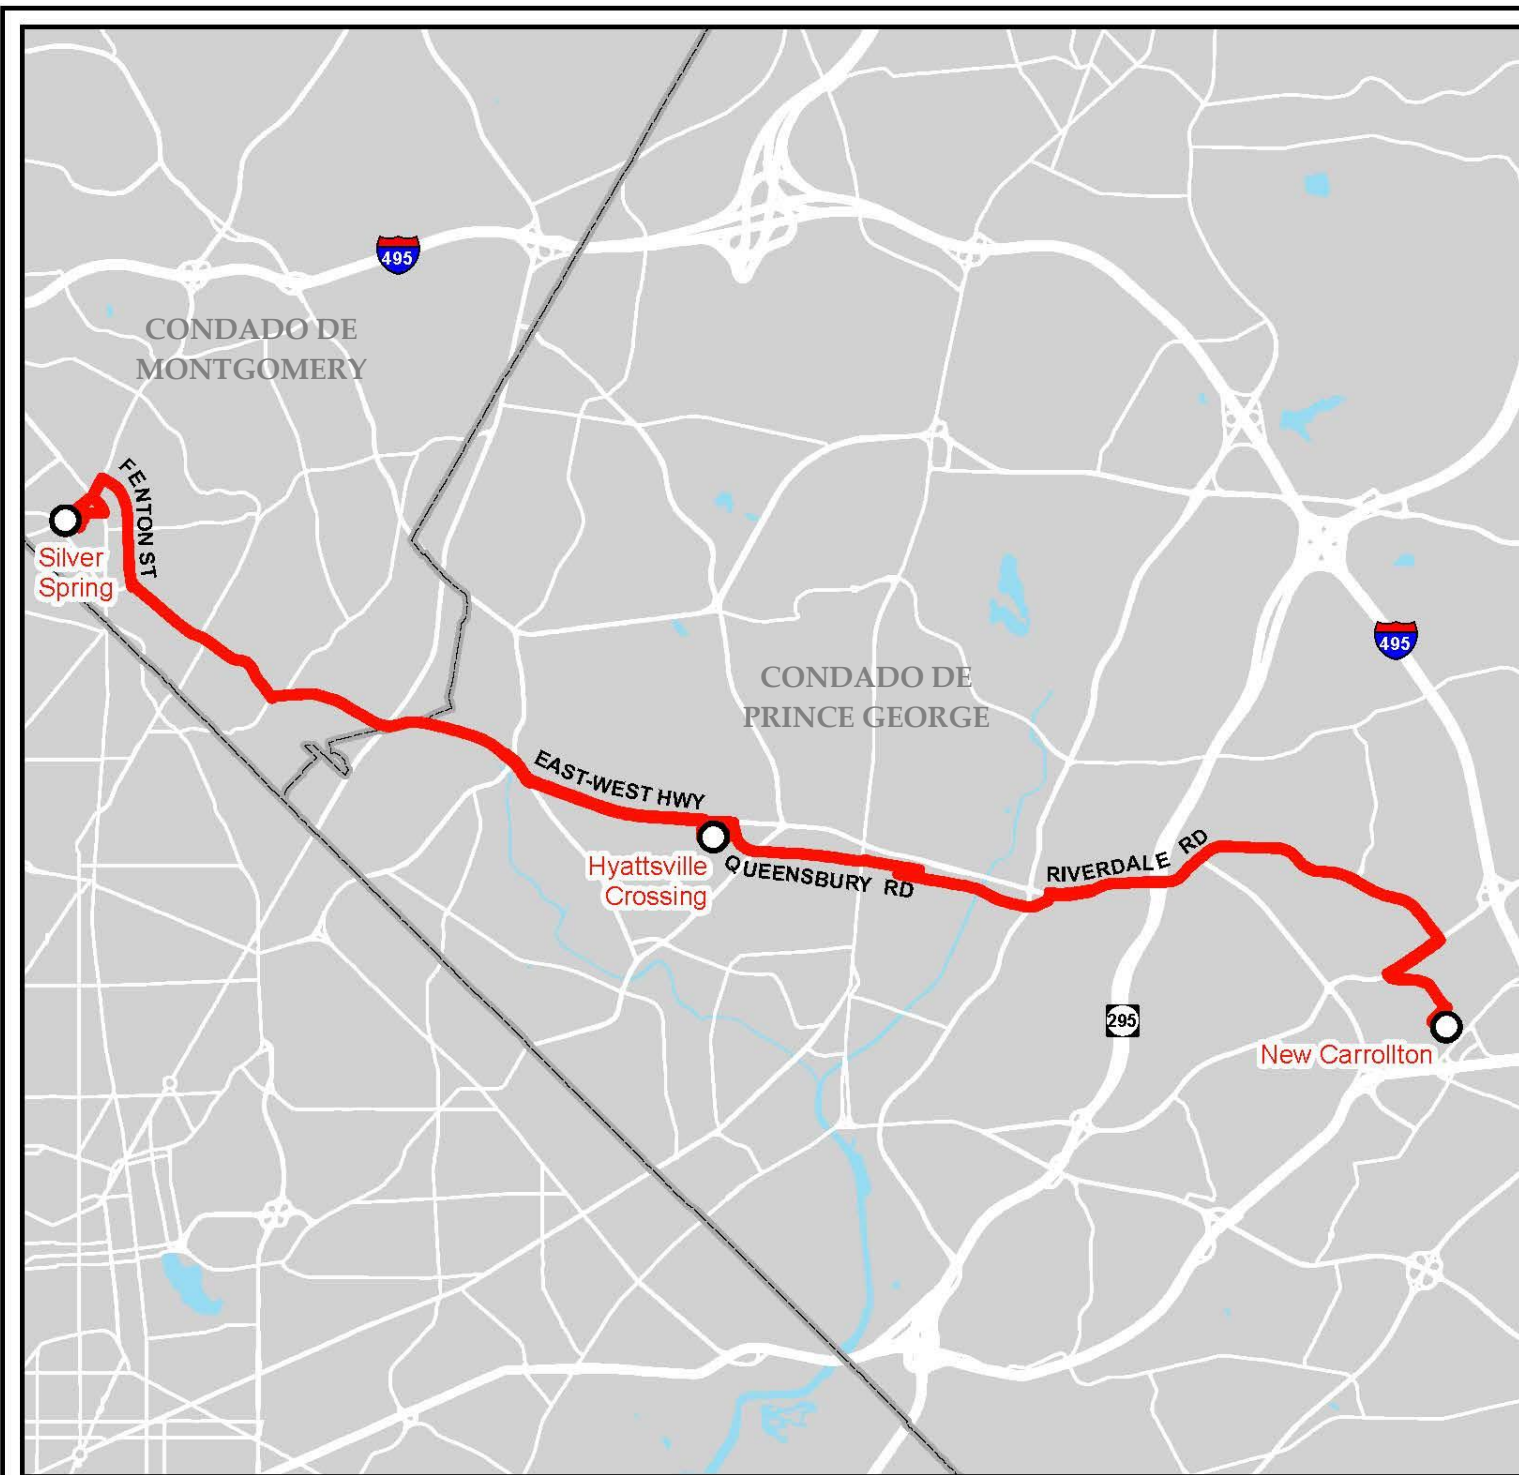 495
CONDADO DE
MONTGOMERY
FENTON ST
Silver
Spring
495
CONDADO DE
PRINCE GEORGE
EAST-WEST HWY
Hyattsville
Crossing
QUEENSBURY RD
RIVERDALE RD
295
New Carrollton